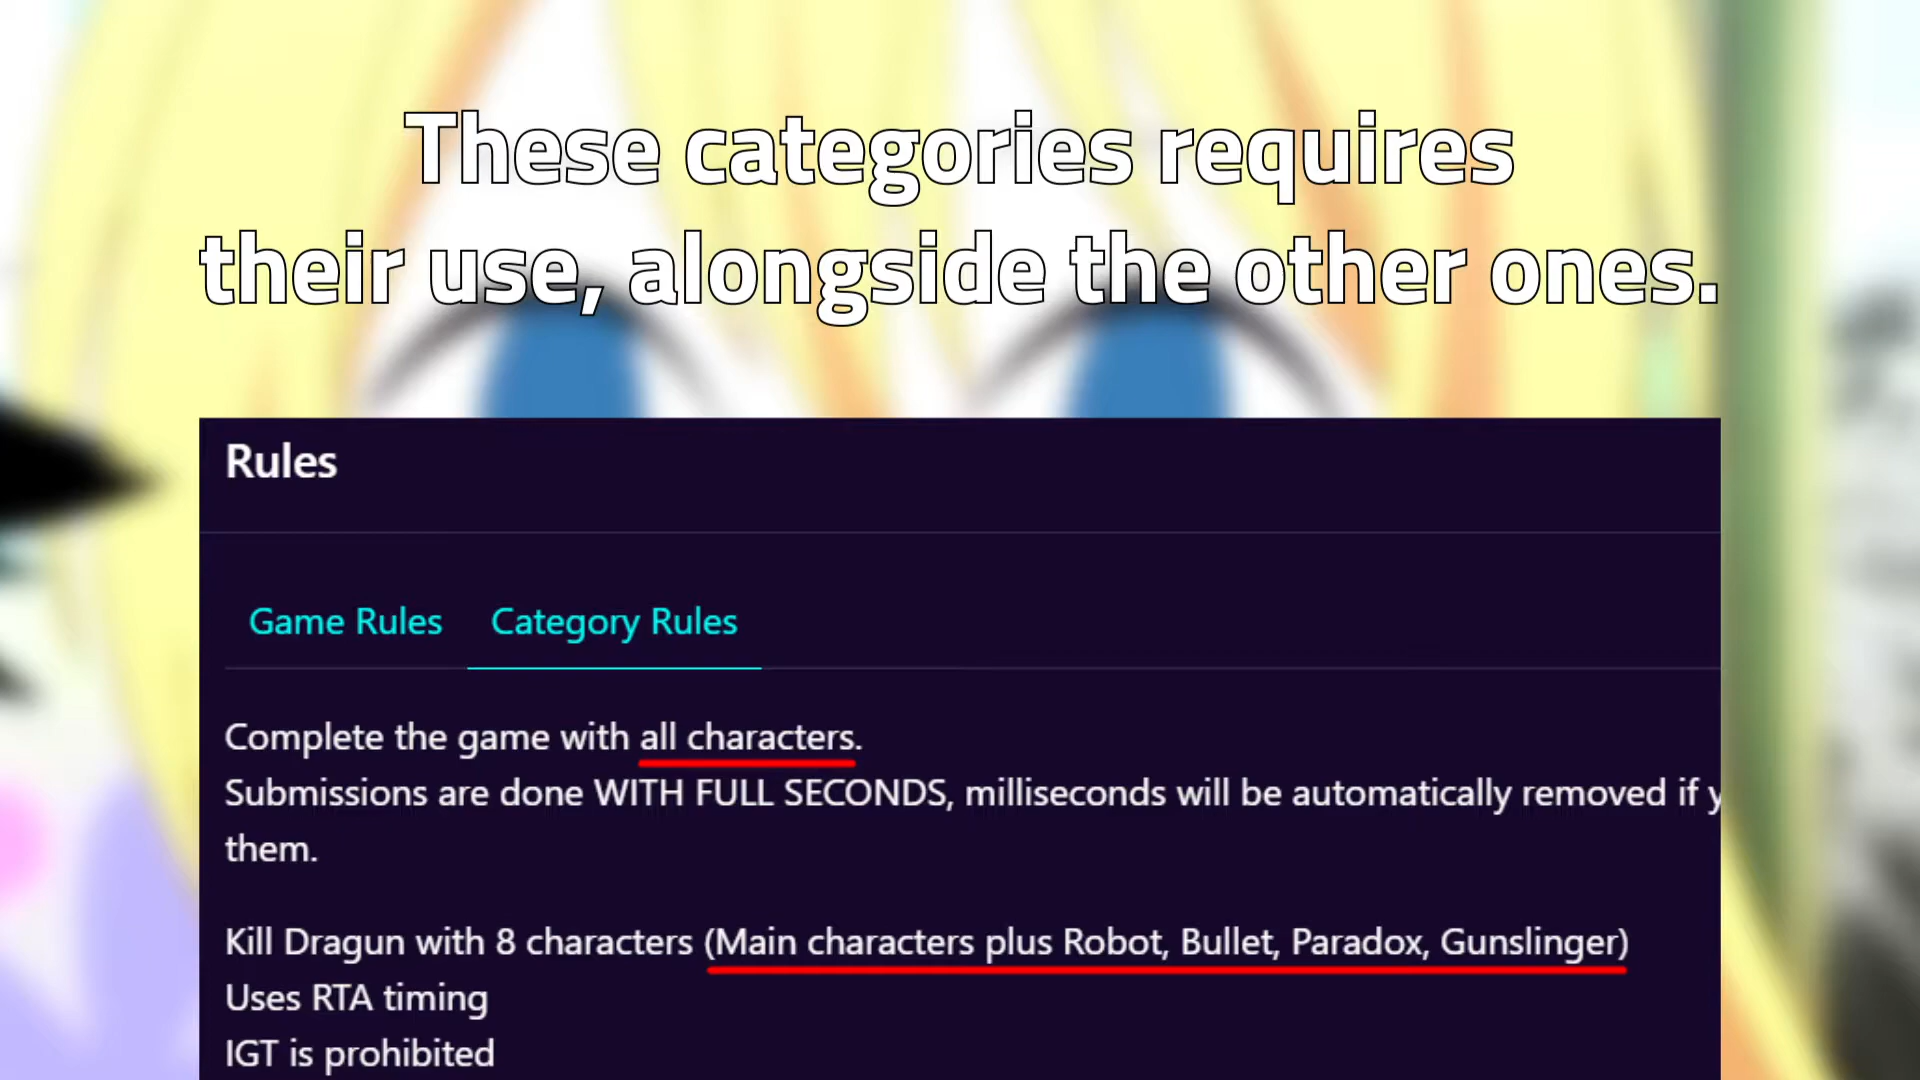 These categories requires
their use, alongside the other ones.
Rules
Game Rules Category Rules
Complete the game with all characters.
Submissions are done WITH FULL SECONDS, milliseconds will be automatically removed if y
them.
Kill Dragun with 8 characters (Main characters plus Robot, Bullet, Paradox, Gunslinger)
Uses RTA timing
IGT is prohibited